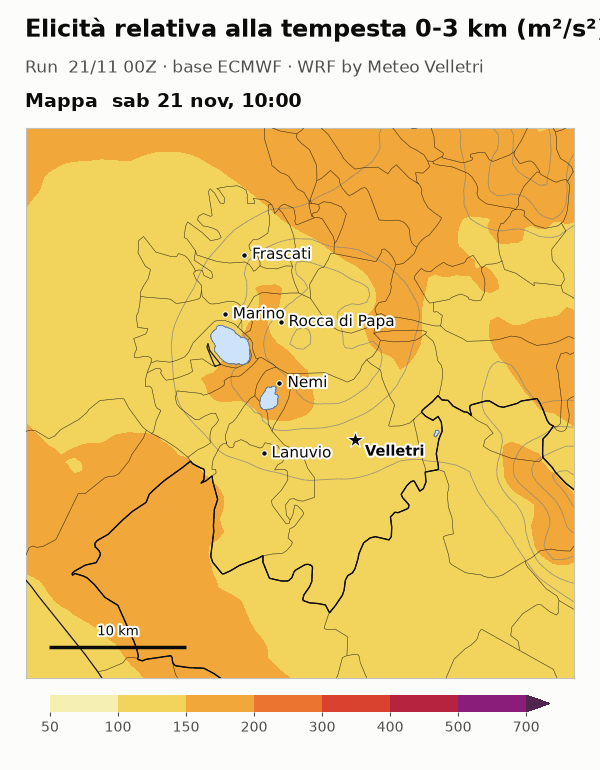 Elicità relativa alla tempesta 0-3 km (m²/s²)
Run  21/11 00Z · base ECMWF · WRF by Meteo Velletri
Mappa  sab 21 nov, 10:00
Frascati
Marino
Rocca di Papa
Nemi
Velletri
Lanuvio
10 km
50 100 150 200 300 400 500 700